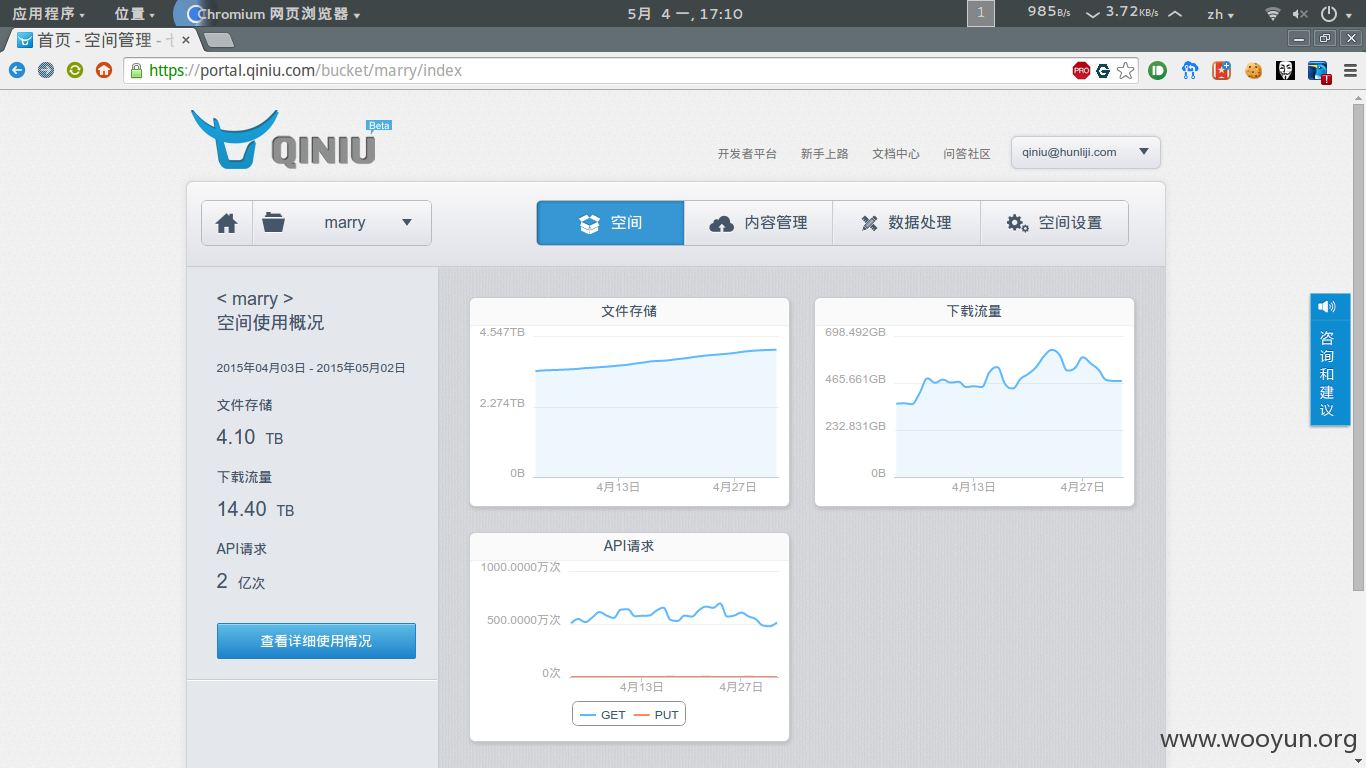 应用程序 位置 Chromium 网页浏览器 5月 4 一, 17:10 1 985B/s 3.72KB/s zh
首页 - 空间管理 -
https://portal.qiniu.com/bucket/marry/index PRO
QINIU Beta
开发者平台 新手上路 文档中心 问答社区 qiniu@hunliji.com
marry 空间 内容管理 数据处理 空间设置
< marry >
空间使用概况
2015年04月03日 - 2015年05月02日
文件存储
4.10 TB
下载流量
14.40 TB
API请求
2 亿次
查看详细使用情况
文件存储
4.547TB
2.274TB
0B
4月13日 4月27日
下载流量
698.492GB
465.661GB
232.831GB
0B
4月13日 4月27日
API请求
1000.0000万次
500.0000万次
0次
4月13日 4月27日
GET PUT
咨询和建议
www.wooyun.org